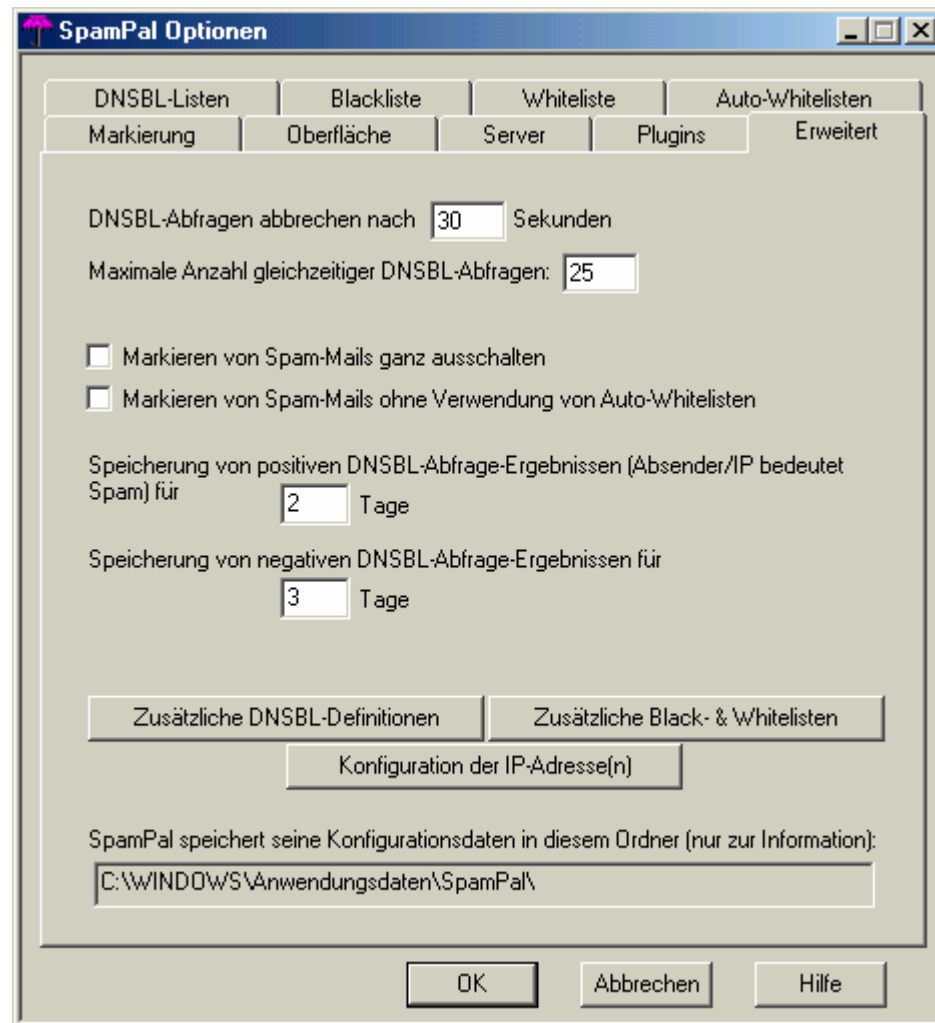 SpamPal Optionen
DNSBL-Listen Blackliste Whiteliste Auto-Whitelisten
Markierung Oberfläche Server Plugins Erweitert
DNSBL-Abfragen abbrechen nach 30 Sekunden
Maximale Anzahl gleichzeitiger DNSBL-Abfragen: 25
Markieren von Spam-Mails ganz ausschalten
Markieren von Spam-Mails ohne Verwendung von Auto-Whitelisten
Speicherung von positiven DNSBL-Abfrage-Ergebnissen (Absender/IP bedeutet
Spam) für 2 Tage
Speicherung von negativen DNSBL-Abfrage-Ergebnissen für
3 Tage
Zusätzliche DNSBL-Definitionen Zusätzliche Black- & Whitelisten
Konfiguration der IP-Adresse(n)
SpamPal speichert seine Konfigurationsdaten in diesem Ordner (nur zur Information):
C:\WINDOWS\Anwendungsdaten\SpamPal\
OK Abbrechen Hilfe